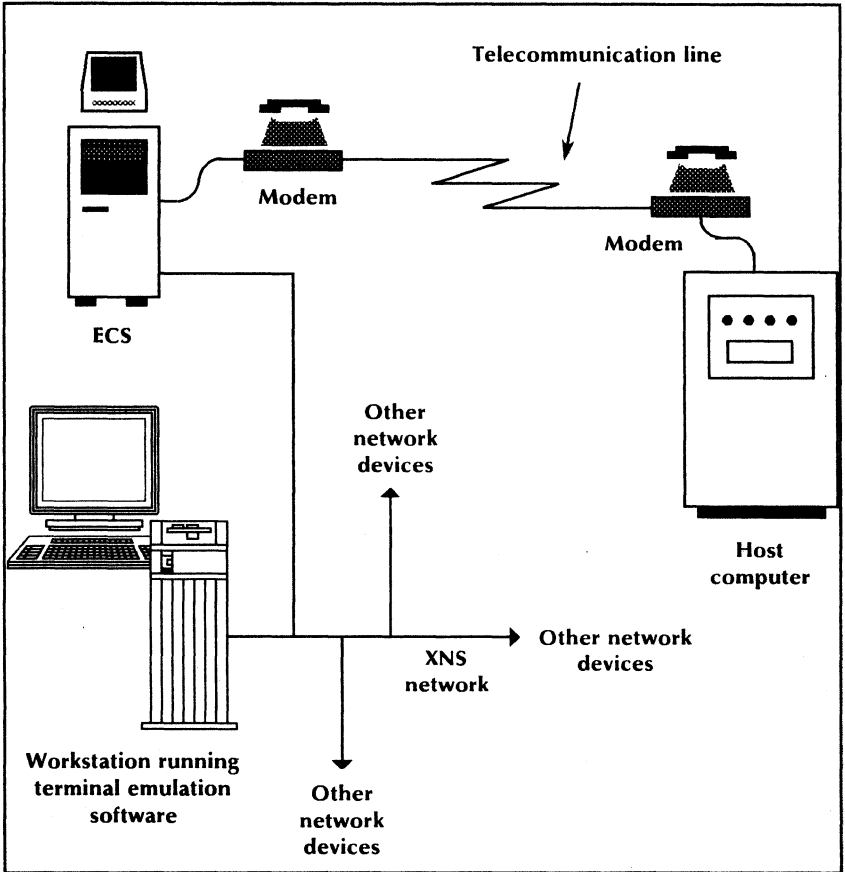 Telecommunication line
Modem
Modem
ECS
Other
network
devices
Host
computer
XNS
network
Other network
devices
Workstation running
terminal emulation
software
Other
network
devices